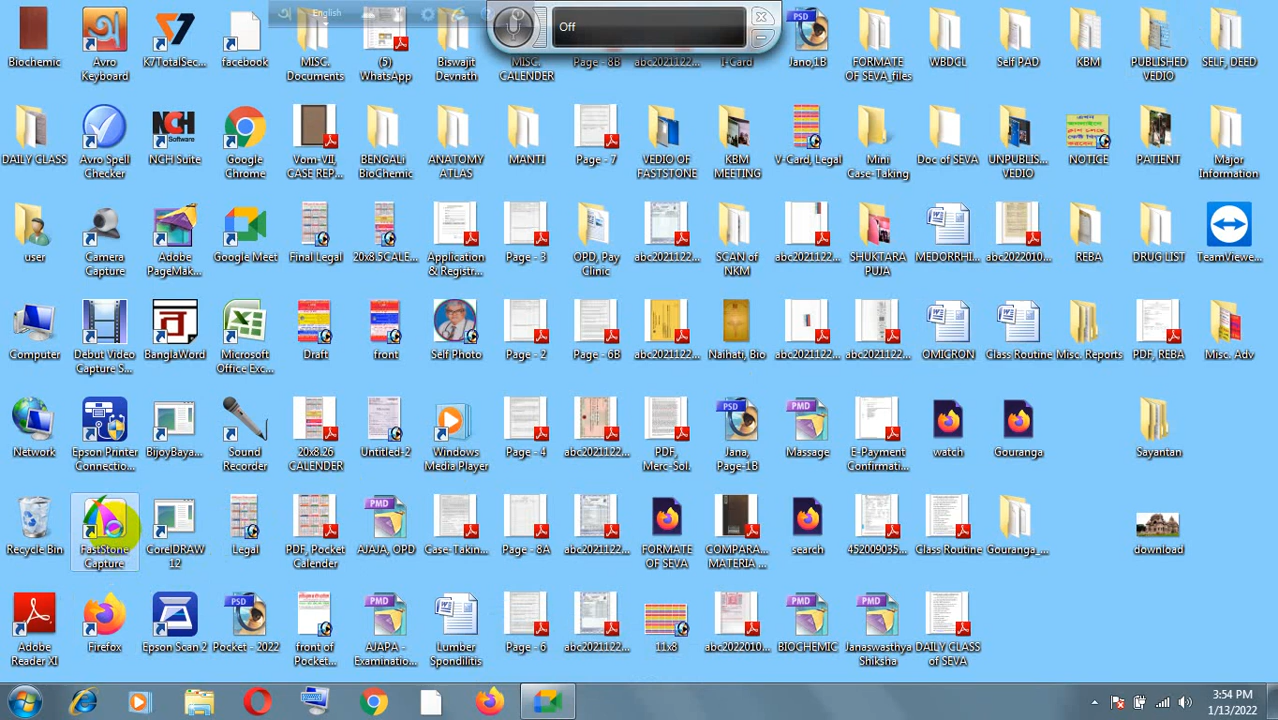 English
Off
Biochemic
Avro
Keyboard
K7TotalSec...
facebook
MISC.
Documents
(5)
WhatsApp
Biswajit
Devnath
MISC.
CALENDER
Page - 8B
abc2021122...
I-Card
Jano,1B
FORMATE
OF SEVA_files
WBDCL
Self PAD
KBM
PUBLISHED
VEDIO
SELF, DEED
DAILY CLASS
Avro Spell
Checker
NCH Suite
Google
Chrome
Vom-VII,
CASE REP...
BENGALi
BioChemic
ANATOMY
ATLAS
MANTI
Page - 7
VEDIO OF
FASTSTONE
KBM
MEETING
V-Card, Legal
Mini
Case-Taking
Doc of SEVA
UNPUBLIS...
VEDIO
NOTICE
PATIENT
Major
Information
user
Camera
Capture
Adobe
PageMak...
Google Meet
Final Legal
20x8.5CALE...
Application
& Registr...
Page - 3
OPD, Pay
Clinic
abc2021122...
SCAN of
NKM
abc2021122...
SHUKTARA
PUJA
MEDORRHI...
abc2022010...
REBA
DRUG LIST
TeamViewe...
Computer
Debut Video
Capture S...
BanglaWord
Microsoft
Office Exc...
Draft
front
Self Photo
Page - 2
Page - 6B
abc2021122...
Naihati, Bio
abc2021122...
abc2021122...
OMICRON
Class Routine
Misc. Reports
PDF, REBA
Misc. Adv
Network
Epson Printer
Connectio...
BijoyBaya...
Sound
Recorder
20x8.26
CALENDER
Untitled-2
Windows
Media Player
Page - 4
abc2021122...
PDF,
Merc-Sol.
Jana,
Page-1B
Massage
E-Payment
Confirmati...
watch
Gouranga
Sayantan
Recycle Bin
FastStone
Capture
CorelDRAW
12
Legal
PDF, Pocket
Calender
AJAJA, OPD
Case-Takin...
Page - 8A
abc2021122...
FORMATE
OF SEVA
COMPARA...
MATERIA ...
search
452009035...
Class Routine
Gouranga_...
download
Adobe
Reader XI
Firefox
Epson Scan 2
Pocket - 2022
front of
Pocket...
AJAPA -
Examinatio...
Lumber
Spondilitis
Page - 6
abc2021122...
11x8
abc2022010...
BIOCHEMIC
Janaswasthya
Shiksha
DAILY CLASS
of SEVA
3:54 PM
1/13/2022